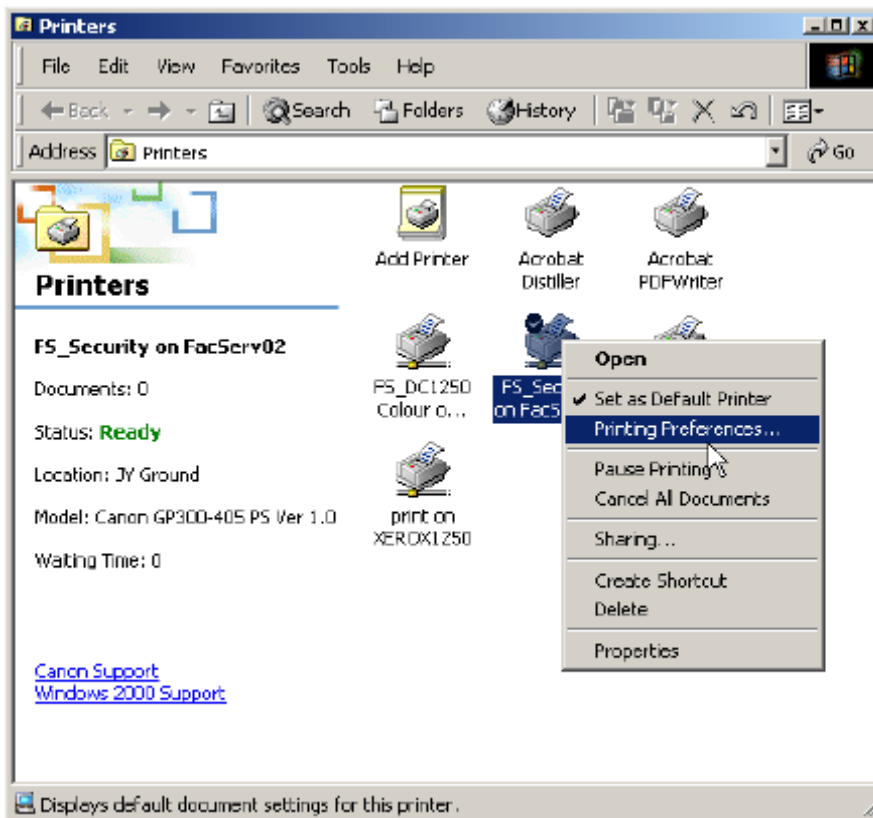 Printers
File Edit View Favorites Tools Help
Back Search Folders History
Address Printers Go
Printers
FS_Security on FacServ02
Documents: 0
Status: Ready
Location: JY Ground
Model: Canon GP300-405 PS Ver 1.0
Waiting Time: 0
Canon Support
Windows 2000 Support
Add Printer
Acrobat
Distiller
Acrobat
PDFWriter
FS_DC1250
Colour o...
FS_Sec
on FacS
print on
XEROX1250
Open
Set as Default Printer
Printing Preferences...
Pause Printing
Cancel All Documents
Sharing...
Create Shortcut
Delete
Properties
Displays default document settings for this printer.